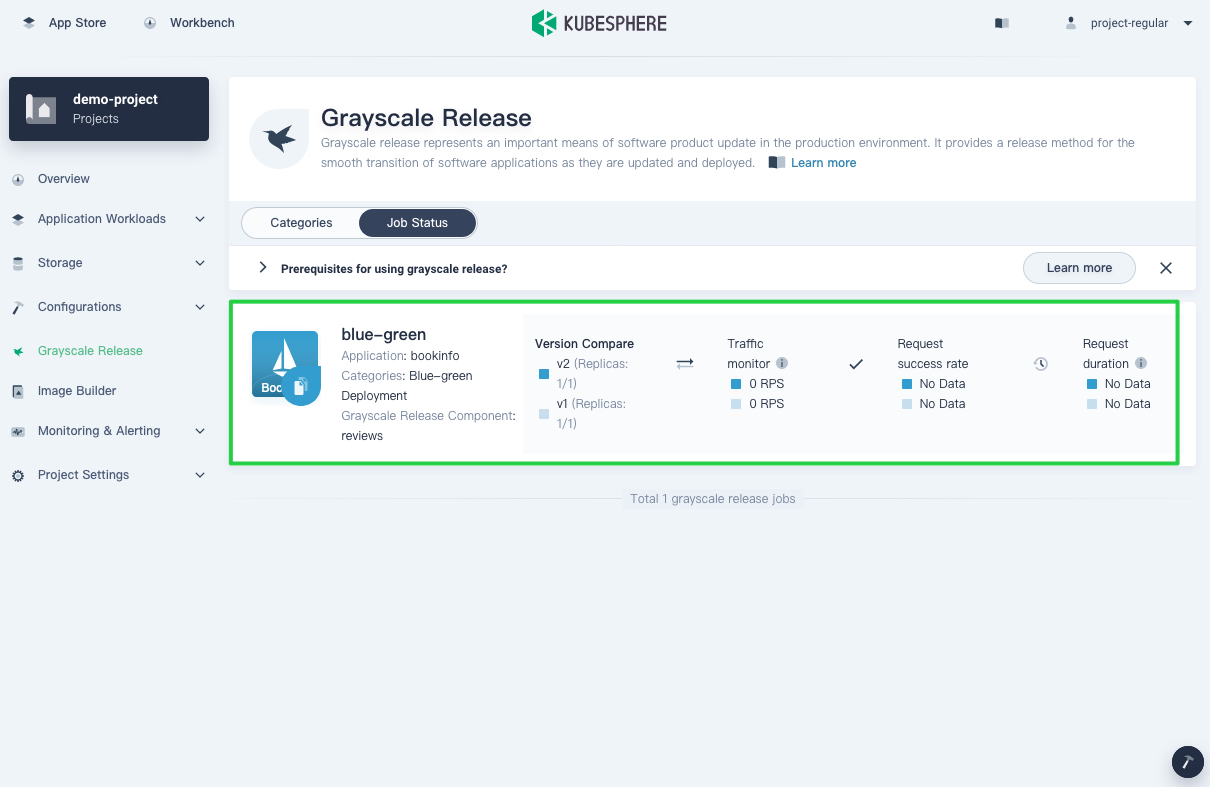 App Store
Workbench
KUBESPHERE
project-regular
demo-project
Projects
Overview
Application Workloads
Storage
Configurations
Grayscale Release
Image Builder
Monitoring & Alerting
Project Settings
Grayscale Release
Grayscale release represents an important means of software product update in the production environment. It provides a release method for the
smooth transition of software applications as they are updated and deployed. Learn more
Categories
Job Status
Prerequisites for using grayscale release?
Learn more
Boo
blue-green
Application: bookinfo
Categories: Blue-green
Deployment
Grayscale Release Component:
reviews
Version Compare
v2 (Replicas:
1/1)
v1 (Replicas:
1/1)
Traffic
monitor
0 RPS
0 RPS
Request
success rate
No Data
No Data
Request
duration
No Data
No Data
Total 1 grayscale release jobs